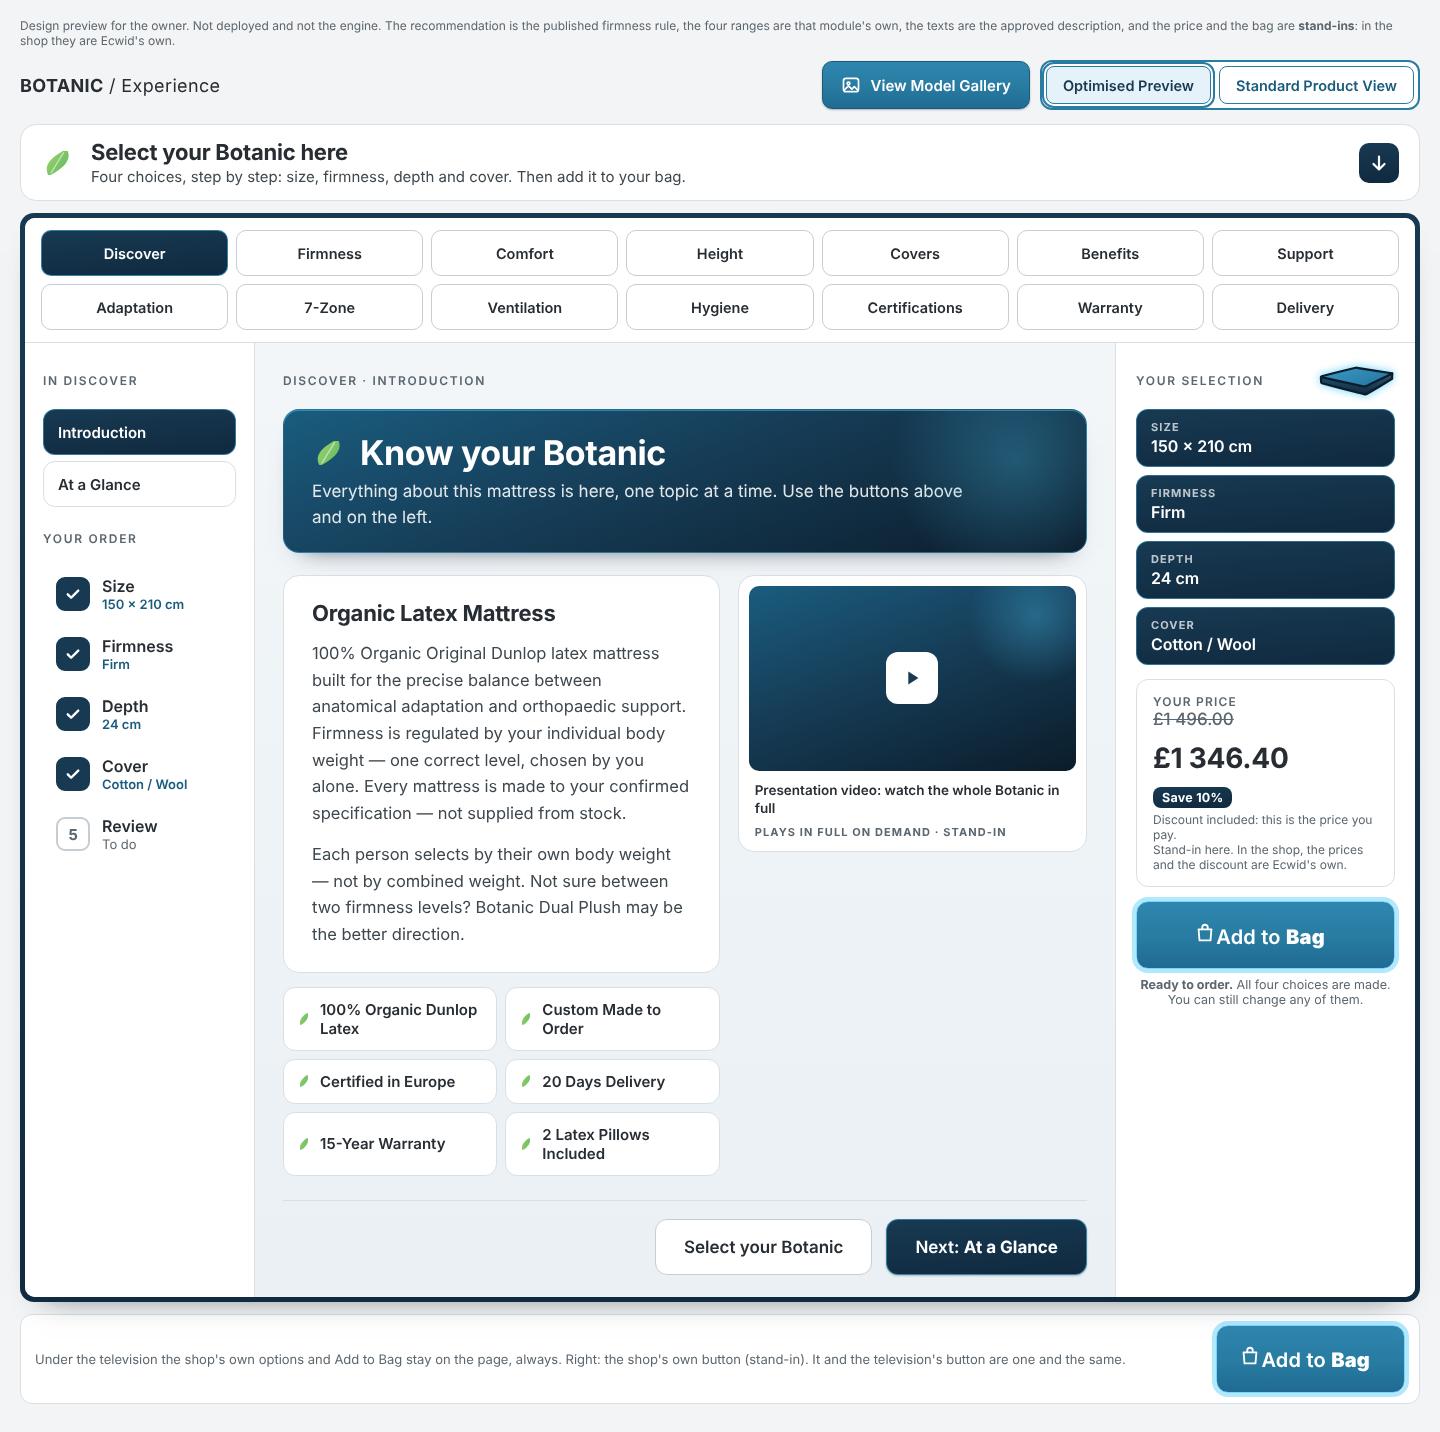 Design preview for the owner. Not deployed and not the engine. The recommendation is the published firmness rule, the four ranges are that module's own, the texts are the approved description, and the price and the bag are stand-ins: in the
shop they are Ecwid's own.
BOTANIC / Experience
View Model Gallery
Optimised Preview
Standard Product View
Select your Botanic here
Four choices, step by step: size, firmness, depth and cover. Then add it to your bag.
Discover
Firmness
Comfort
Height
Covers
Benefits
Support
Adaptation
7-Zone
Ventilation
Hygiene
Certifications
Warranty
Delivery
IN DISCOVER
Introduction
At a Glance
YOUR ORDER
Size
150 × 210 cm
Firmness
Firm
Depth
24 cm
Cover
Cotton / Wool
5
Review
To do
DISCOVER · INTRODUCTION
Know your Botanic
Everything about this mattress is here, one topic at a time. Use the buttons above
and on the left.
Organic Latex Mattress
100% Organic Original Dunlop latex mattress
built for the precise balance between
anatomical adaptation and orthopaedic support.
Firmness is regulated by your individual body
weight — one correct level, chosen by you
alone. Every mattress is made to your confirmed
specification — not supplied from stock.
Each person selects by their own body weight
— not by combined weight. Not sure between
two firmness levels? Botanic Dual Plush may be
the better direction.
Presentation video: watch the whole Botanic in
full
PLAYS IN FULL ON DEMAND · STAND-IN
100% Organic Dunlop
Latex
Custom Made to
Order
Certified in Europe
20 Days Delivery
15-Year Warranty
2 Latex Pillows
Included
Select your Botanic
Next: At a Glance
YOUR SELECTION
SIZE
150 × 210 cm
FIRMNESS
Firm
DEPTH
24 cm
COVER
Cotton / Wool
YOUR PRICE
£1 496.00
£1 346.40
Save 10%
Discount included: this is the price you
pay.
Stand-in here. In the shop, the prices
and the discount are Ecwid's own.
Add to Bag
Ready to order. All four choices are made.
You can still change any of them.
Under the television the shop's own options and Add to Bag stay on the page, always. Right: the shop's own button (stand-in). It and the television's button are one and the same.
Add to Bag